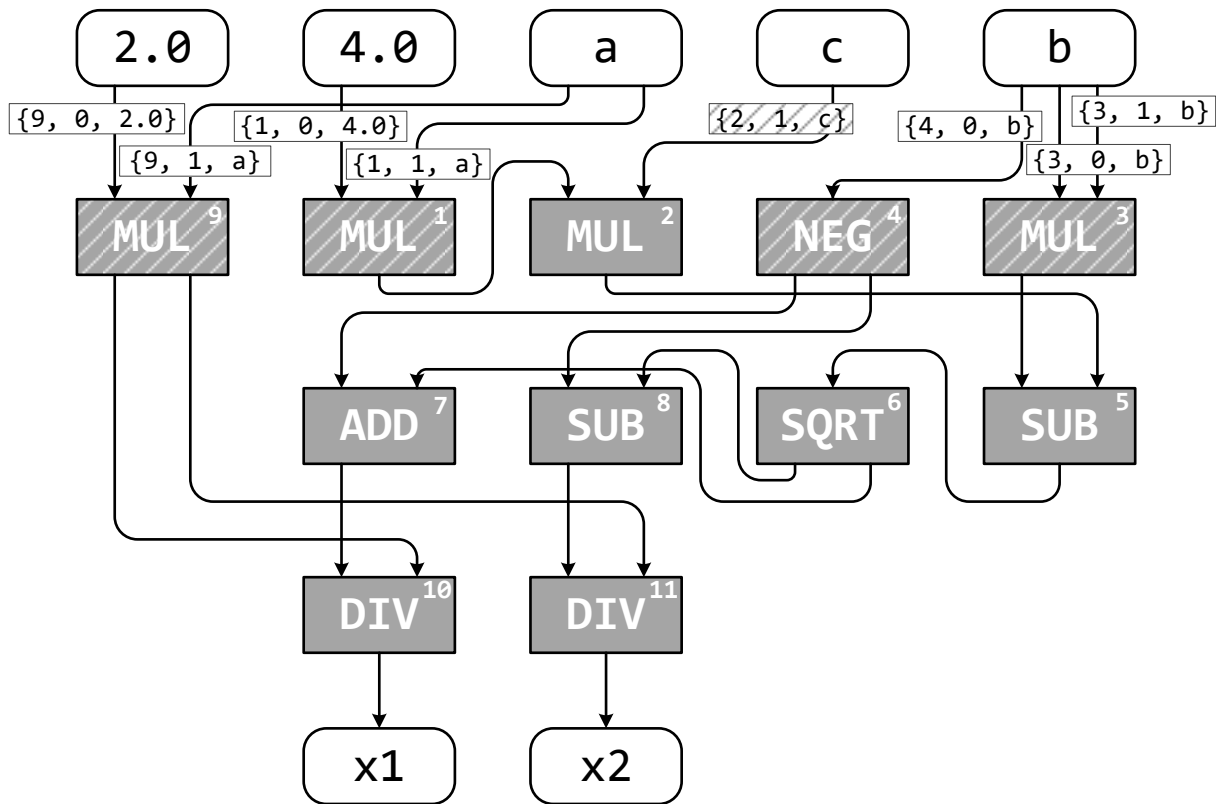 2.0 4.0 a c b
{9, 0, 2.0} {1, 0, 4.0} {2, 1, c} {4, 0, b} {3, 1, b}
{9, 1, a} {1, 1, a} {3, 0, b}
MUL 9 MUL 1 MUL 2 NEG 4 MUL 3
ADD 7 SUB 8 SQRT 6 SUB 5
DIV 10 DIV 11
x1 x2